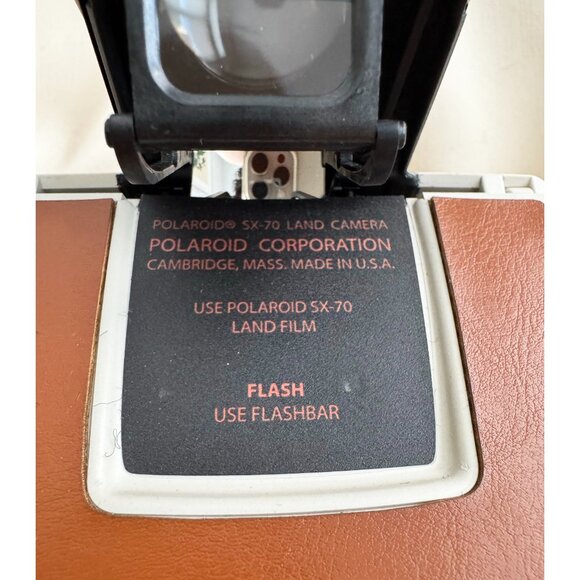 POLAROID® SX-70 LAND CAMERA
POLAROID CORPORATION
CAMBRIDGE, MASS. MADE IN U.S.A.
USE POLAROID SX-70
LAND FILM
FLASH
USE FLASHBAR